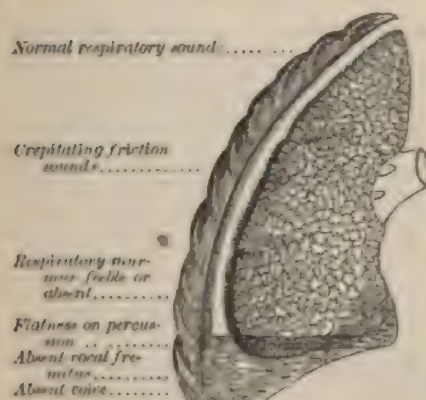 Normal respiratory sound ..... ...
Crepitating friction
sounds..............
Respiratory mur-
mur feeble or
absent..........
Flatness on percus-
sion .. ..........
Absent vocal fre-
mitus..........
Absent voice........